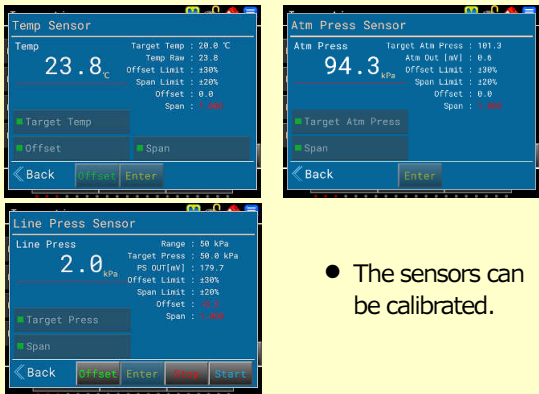 Temp Sensor
Temp
23.8 ℃
Target Temp : 20.0 ℃
Temp Raw : 23.8
Offset Limit : ±30%
Span Limit : ±20%
Offset : 0.0
Span :
Target Temp
Offset
Span
Back
Offset
Enter
Atm Press Sensor
Atm Press
94.3 kPa
Target Atm Press : 101.3
Atm Out [mV] : 0.6
Offset Limit : ±30%
Span Limit : ±20%
Offset : 0.0
Span :
Target Atm Press
Span
Back
Enter
Line Press Sensor
Line Press
2.0 kPa
Range : 50 kPa
Target Press : 50.0 kPa
PS OUT[mV] : 179.7
Offset Limit : ±30%
Span Limit : ±20%
Offset :
Span :
Target Press
Span
Back
Offset
Enter
Stop
Start
● The sensors can
be calibrated.